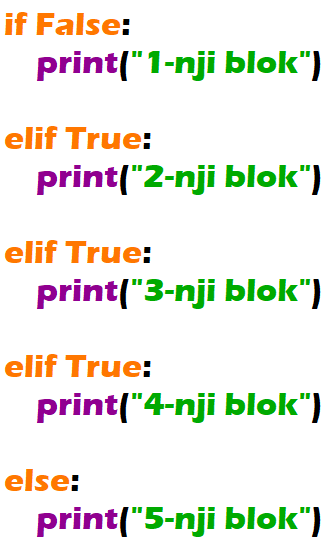 if False:
    print("1-nji blok")
elif True:
    print("2-nji blok")
elif True:
    print("3-nji blok")
elif True:
    print("4-nji blok")
else:
    print("5-nji blok")